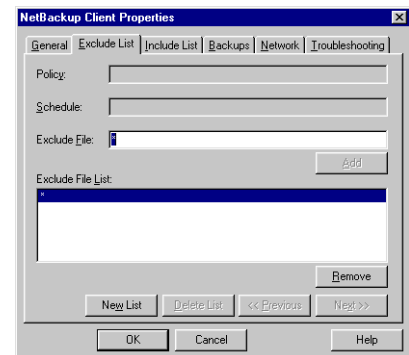 NetBackup Client Properties
General Exclude List Include List Backups Network Troubleshooting
Policy:
Schedule:
Exclude File: *
Add
Exclude File List:
*
Remove
New List Delete List << Previous Next >>
OK Cancel Help